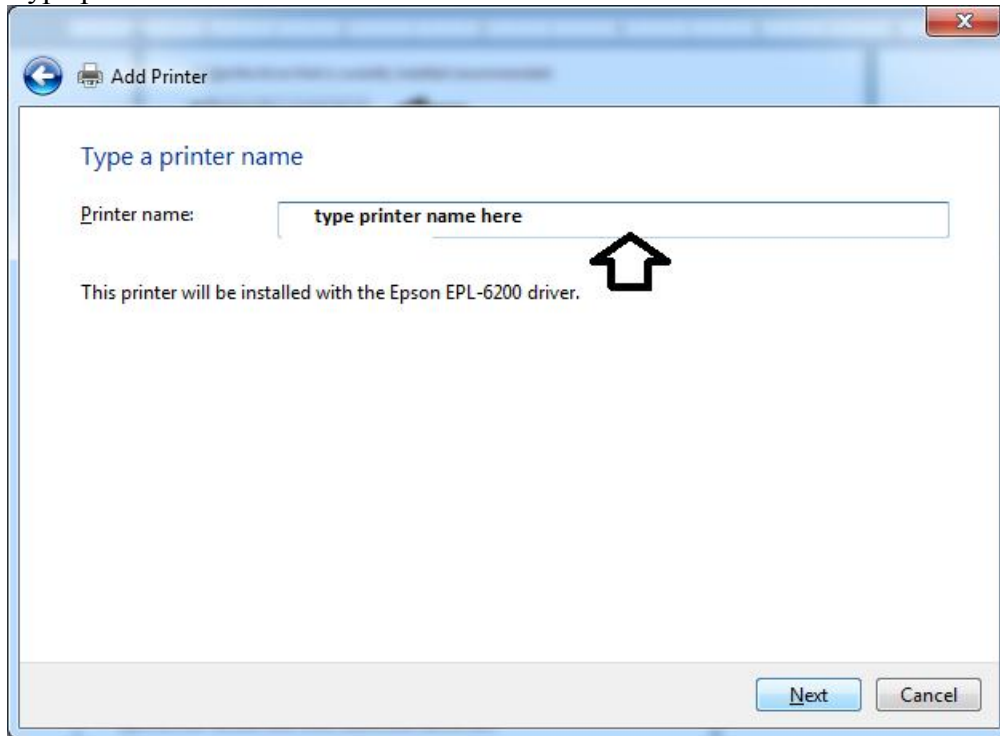 Add Printer
Type a printer name
Printer name: type printer name here
This printer will be installed with the Epson EPL-6200 driver.
Next Cancel